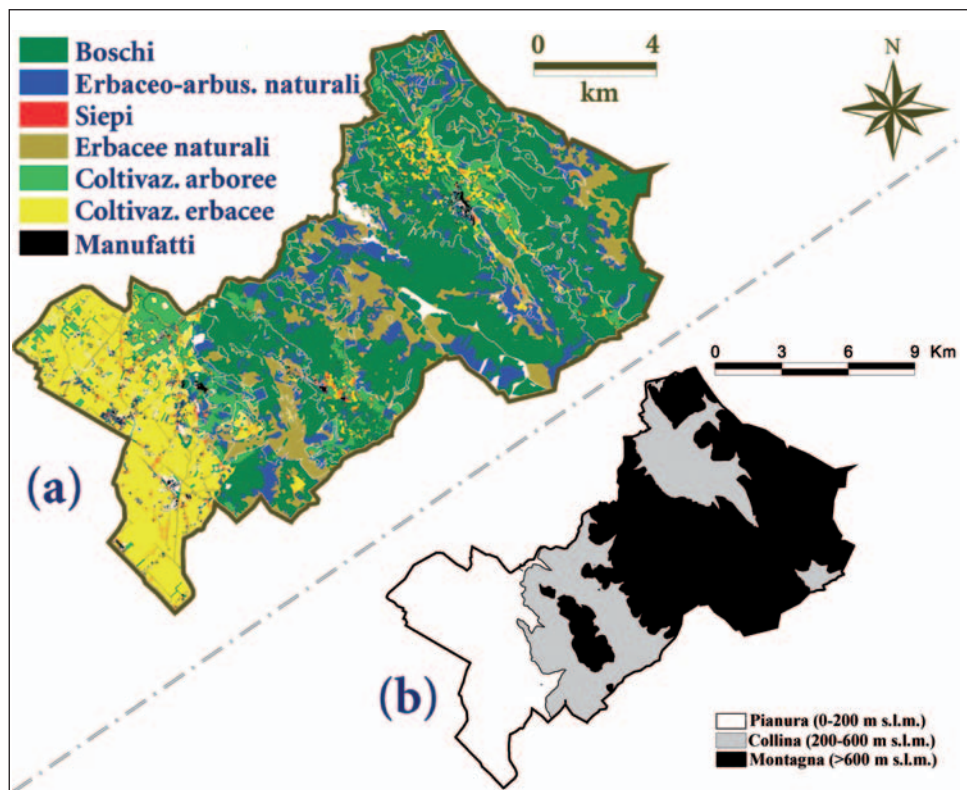 Boschi
Erbaceo-arbus. naturali
Siepi
Erbacee naturali
Coltivaz. arboree
Coltivaz. erbacee
Manufatti
0 4
km
N
(a)
0 3 6 9 Km
(b)
Pianura (0-200 m s.l.m.)
Collina (200-600 m s.l.m.)
Montagna (>600 m s.l.m.)